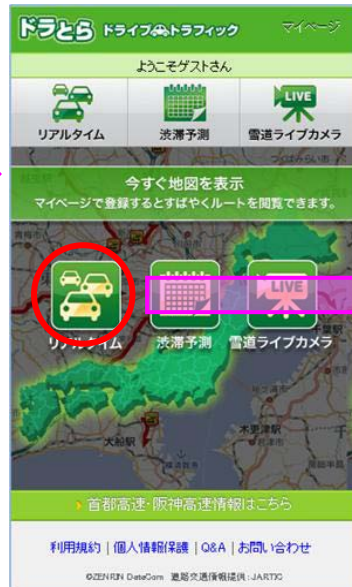 ドラとら ドライブ&トラフィック マイページ
ようこそゲストさん
リアルタイム 渋滞予測 雪道ライブカメラ
LIVE
今すぐ地図を表示
マイページで登録するとすばやくルートを閲覧できます。
LIVE
リアルタイム 渋滞予測 雪道ライブカメラ
大船駅 木更津駅
首都高速・阪神高速情報はこちら
利用規約 | 個人情報保護 | Q&A | お問い合わせ
©ZENRIN DataCom 道路交通情報提供:JARTIC